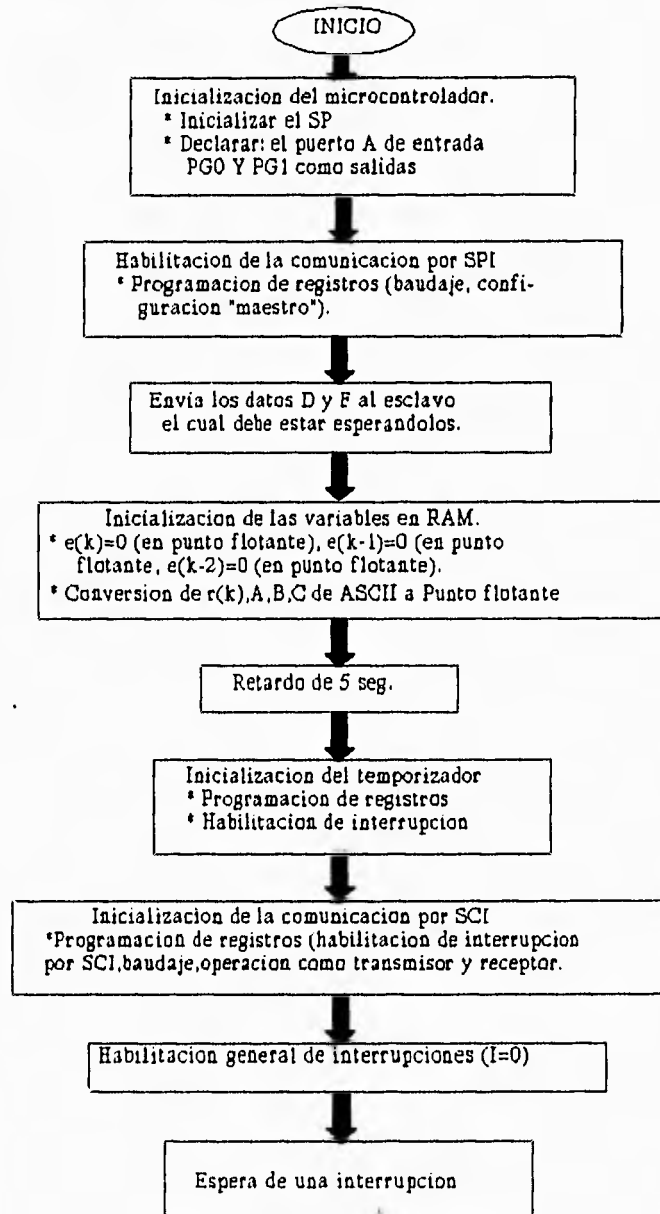 INICIO
Inicializacion del microcontrolador.
* Inicializar el SP
* Declarar: el puerto A de entrada
PG0 Y PG1 como salidas
Habilitacion de la comunicacion por SPI
* Programacion de registros (baudaje, confi-
guracion "maestro").
Envía los datos D y F al esclavo
el cual debe estar esperandolos.
Inicializacion de las variables en RAM.
* e(k)=0 (en punto flotante), e(k-1)=0 (en punto
flotante, e(k-2)=0 (en punto flotante).
* Conversion de r(k),A,B,C de ASCII a Punto flotante
Retardo de 5 seg.
Inicializacion del temporizador
* Programacion de registros
* Habilitacion de interrupcion
Inicializacion de la comunicacion por SCI
*Programacion de registros (habilitacion de interrupcion
por SCI,baudaje,operacion como transmisor y receptor.
Habilitacion general de interrupciones (I=0)
Espera de una interrupcion